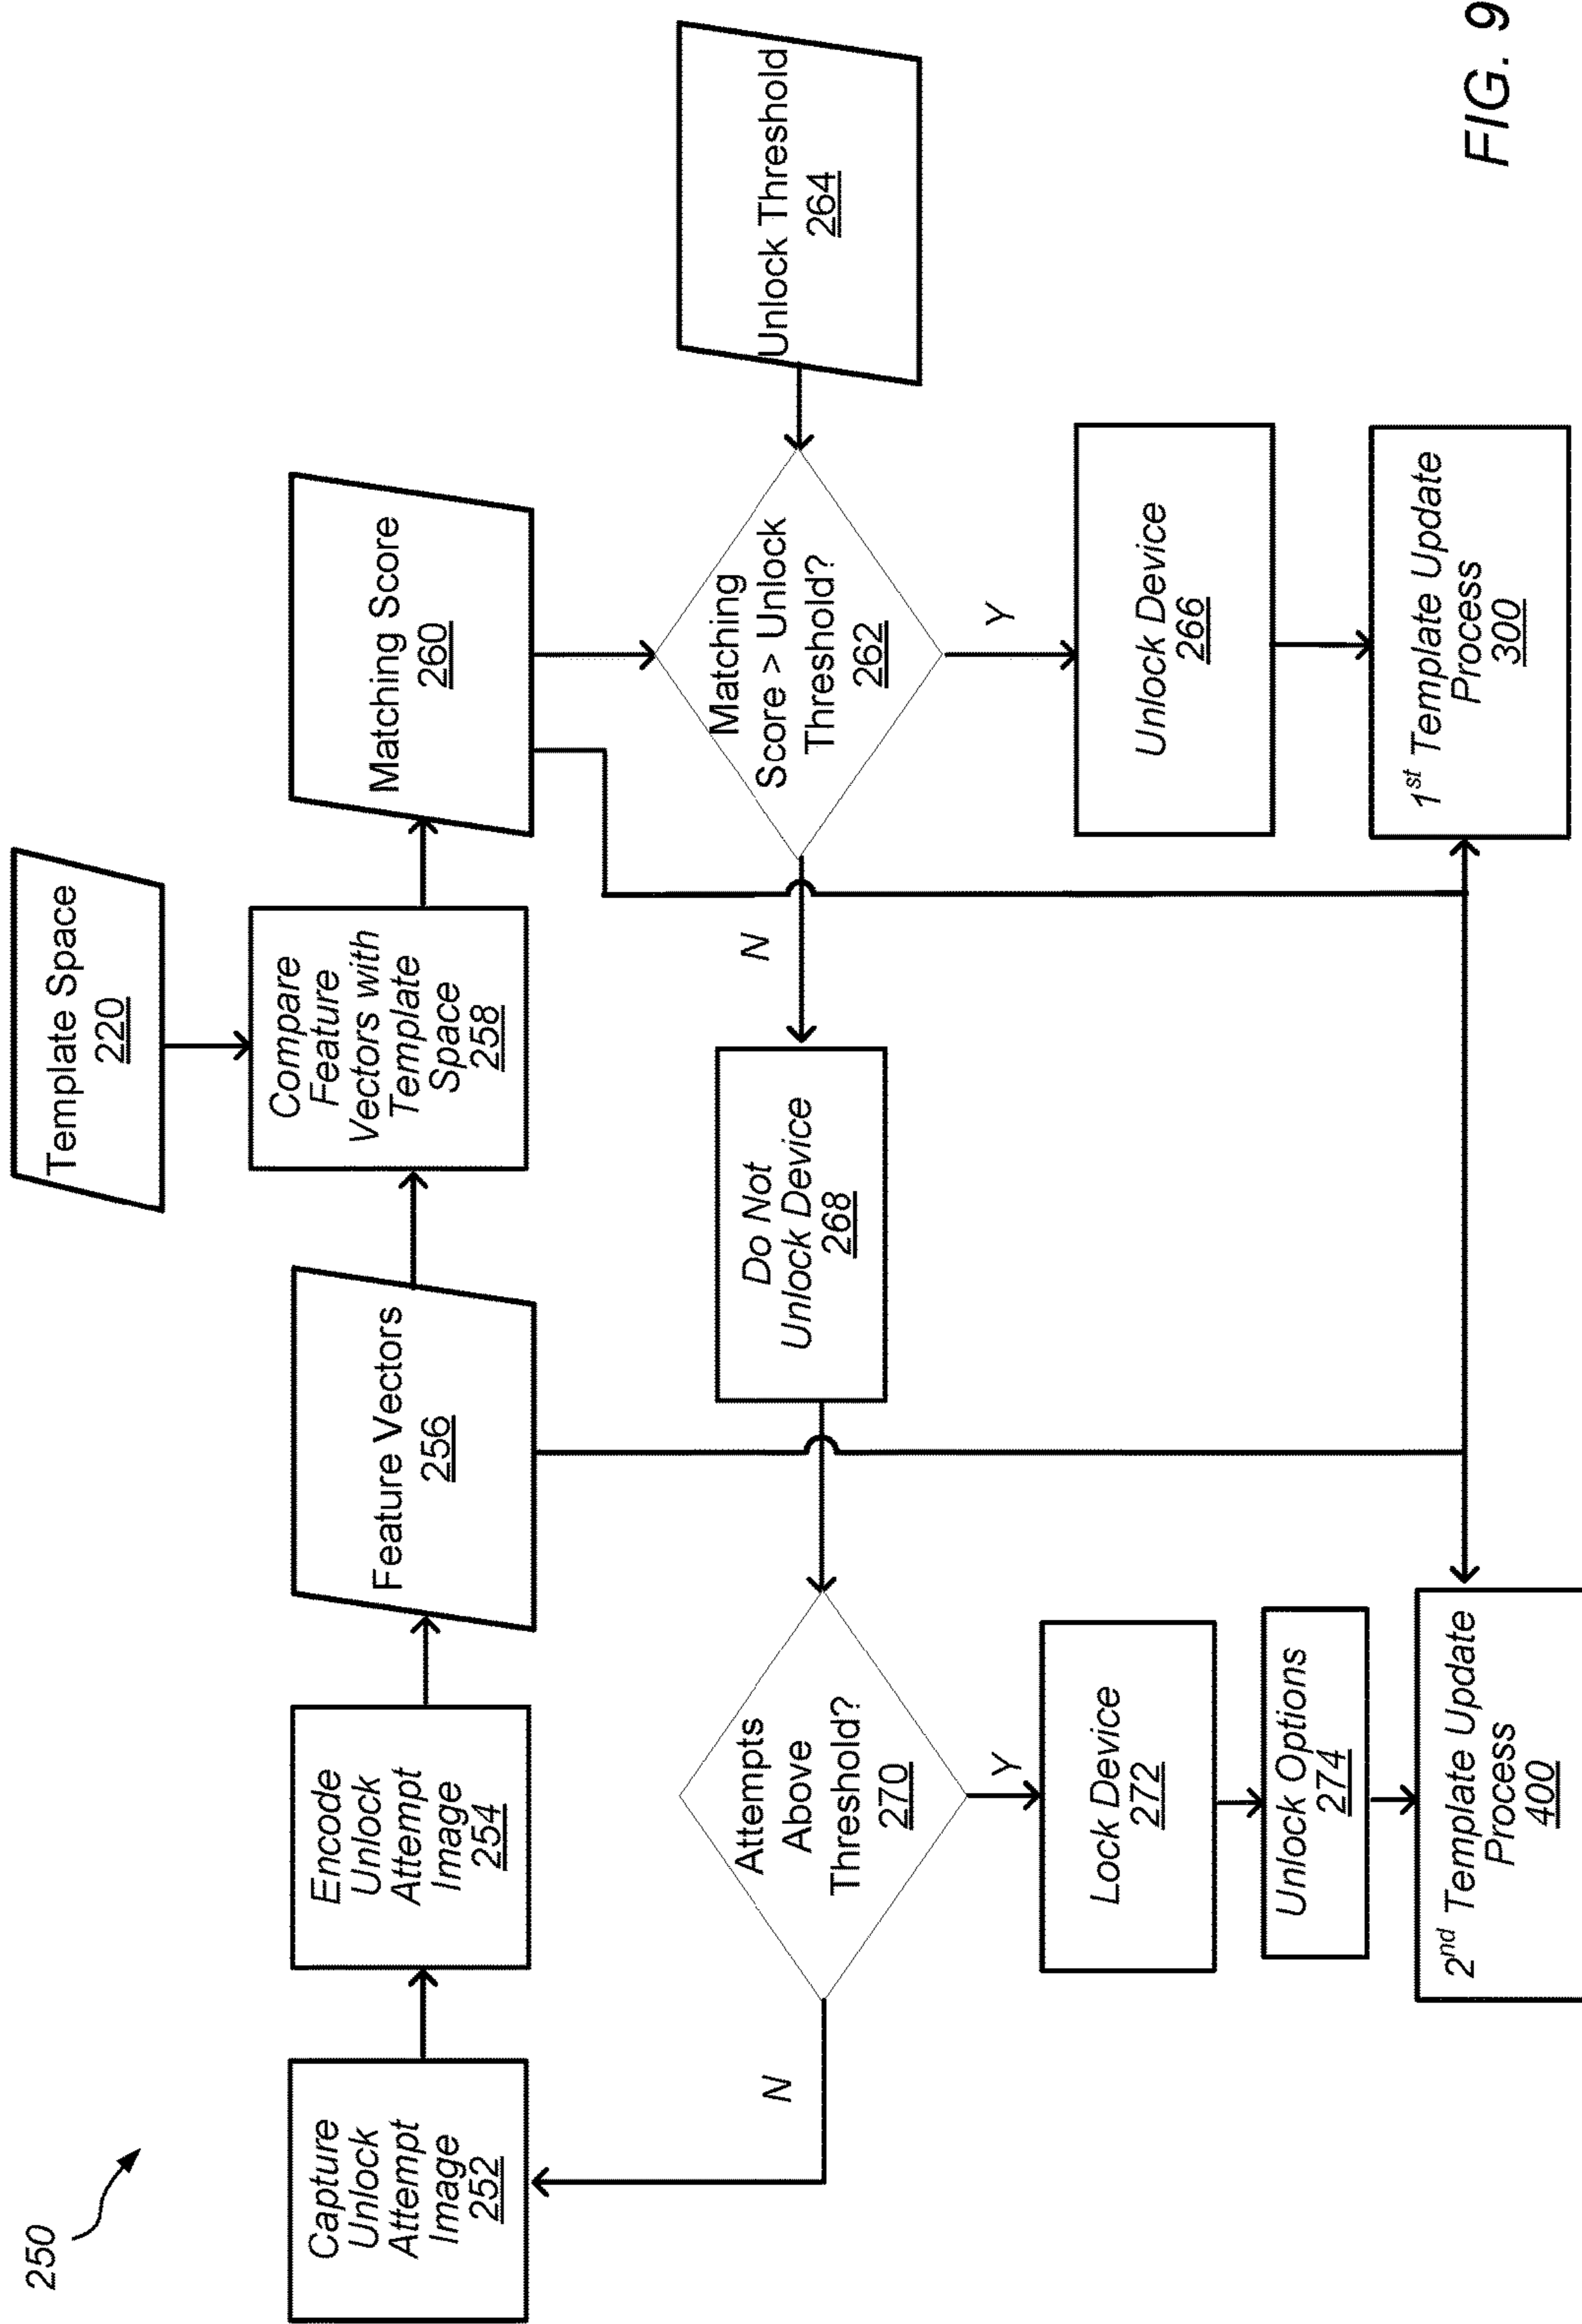 250
Template Space
220
Capture
Unlock
Attempt
Image
252
Encode
Unlock
Attempt
Image
254
Feature Vectors
256
Compare
Feature
Vectors with
Template
Space
258
Matching Score
260
Attempts
Above
Threshold?
270
Do Not
Unlock Device
268
Matching
Score > Unlock
Threshold?
262
Unlock Threshold
264
N
N
Y
Y
Lock Device
272
Unlock Device
266
Unlock Options
274
2nd Template Update
Process
400
1st Template Update
Process
300
FIG. 9